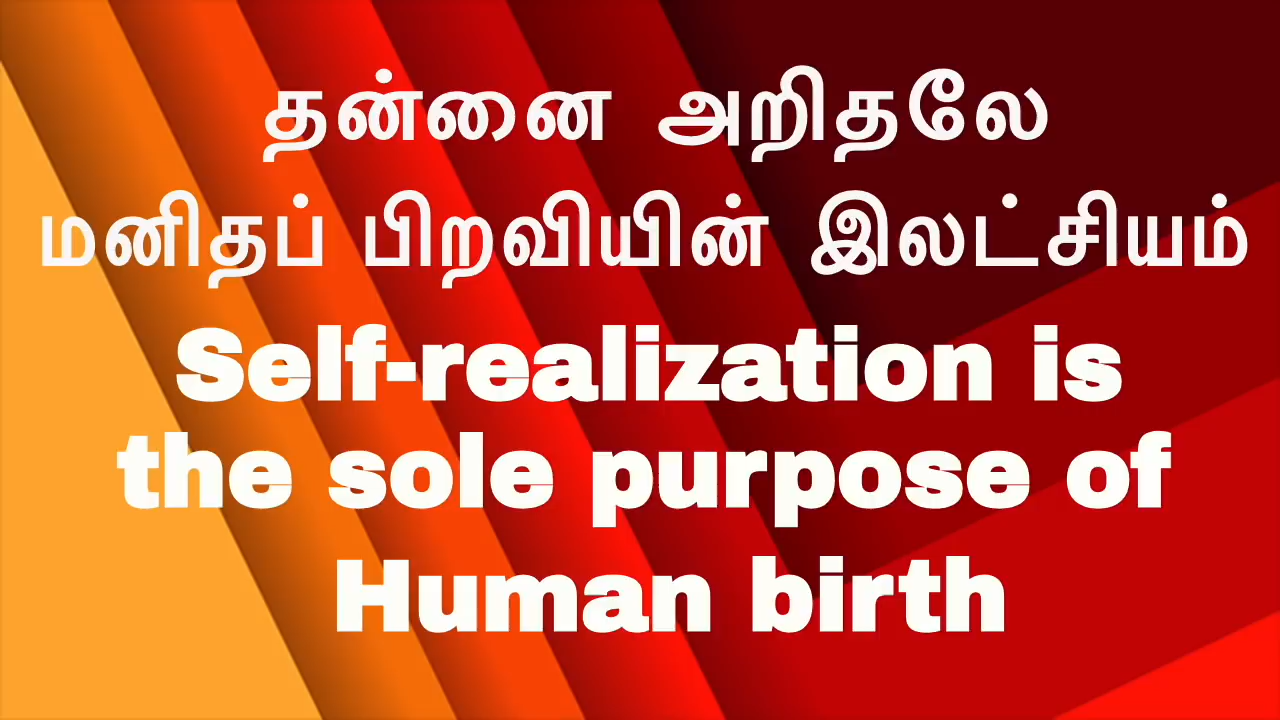 தன்னை அறிதலே
மனிதப் பிறவியின் இலட்சியம்
Self-realization is
the sole purpose of
Human birth